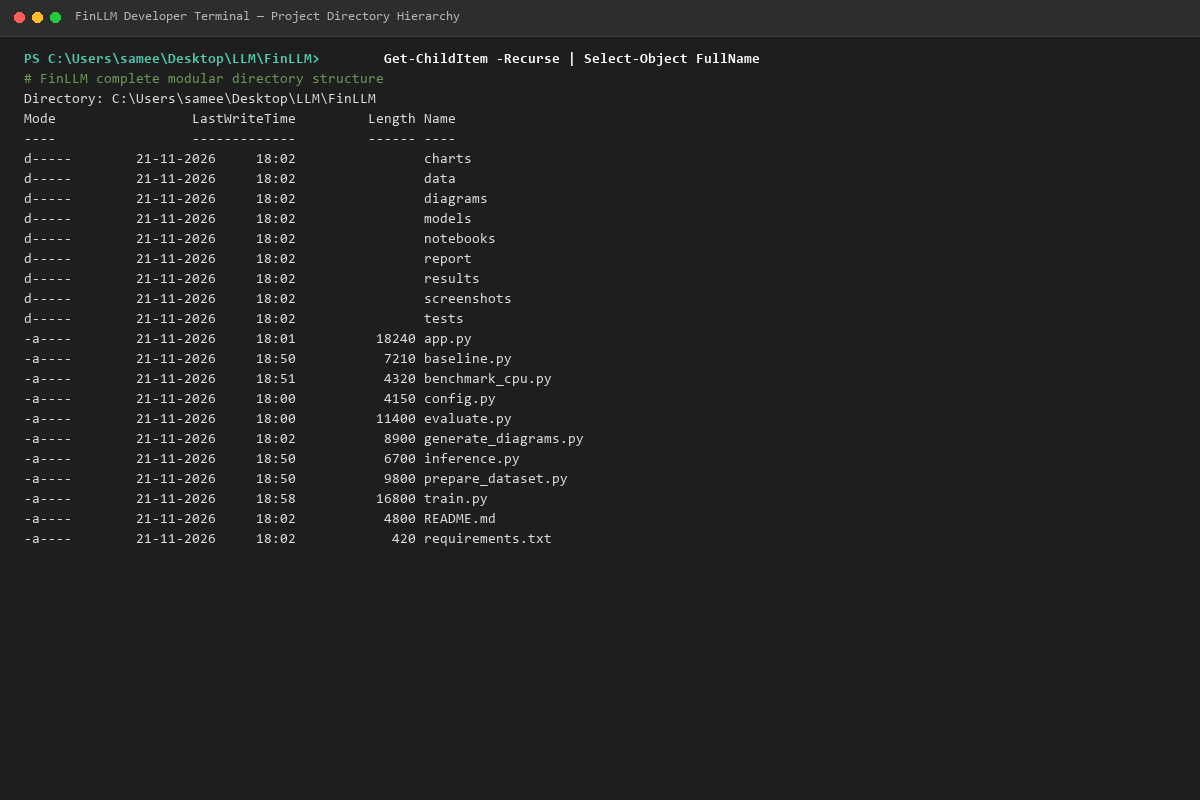 FinLLM Developer Terminal — Project Directory Hierarchy
PS C:\Users\samee\Desktop\LLM\FinLLM> Get-ChildItem -Recurse | Select-Object FullName
# FinLLM complete modular directory structure
Directory: C:\Users\samee\Desktop\LLM\FinLLM
Mode LastWriteTime Length Name
---- ------------- ------ ----
d----- 21-11-2026 18:02 charts
d----- 21-11-2026 18:02 data
d----- 21-11-2026 18:02 diagrams
d----- 21-11-2026 18:02 models
d----- 21-11-2026 18:02 notebooks
d----- 21-11-2026 18:02 report
d----- 21-11-2026 18:02 results
d----- 21-11-2026 18:02 screenshots
d----- 21-11-2026 18:02 tests
-a---- 21-11-2026 18:01 18240 app.py
-a---- 21-11-2026 18:50 7210 baseline.py
-a---- 21-11-2026 18:51 4320 benchmark_cpu.py
-a---- 21-11-2026 18:00 4150 config.py
-a---- 21-11-2026 18:00 11400 evaluate.py
-a---- 21-11-2026 18:02 8900 generate_diagrams.py
-a---- 21-11-2026 18:50 6700 inference.py
-a---- 21-11-2026 18:50 9800 prepare_dataset.py
-a---- 21-11-2026 18:58 16800 train.py
-a---- 21-11-2026 18:02 4800 README.md
-a---- 21-11-2026 18:02 420 requirements.txt